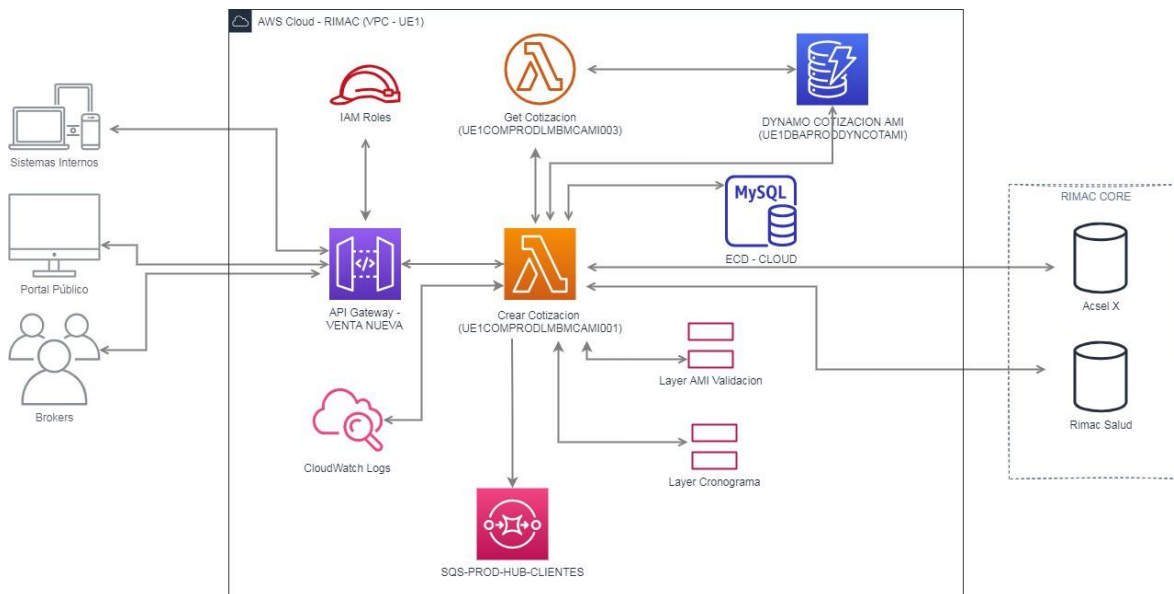 AWS Cloud - RIMAC (VPC - UE1)
Sistemas Internos
Portal Público
Brokers
IAM Roles
API Gateway -
VENTA NUEVA
CloudWatch Logs
Get Cotizacion
(UE1COMPRODLMBMCAMI003)
DYNAMO COTIZACION AMI
(UE1DBAPRODDYNCOTAMI)
MySQL
ECD - CLOUD
Crear Cotizacion
(UE1COMPRODLMBMCAMI001)
Layer AMI Validacion
Layer Cronograma
SQS-PROD-HUB-CLIENTES
RIMAC CORE
Acsel X
Rimac Salud